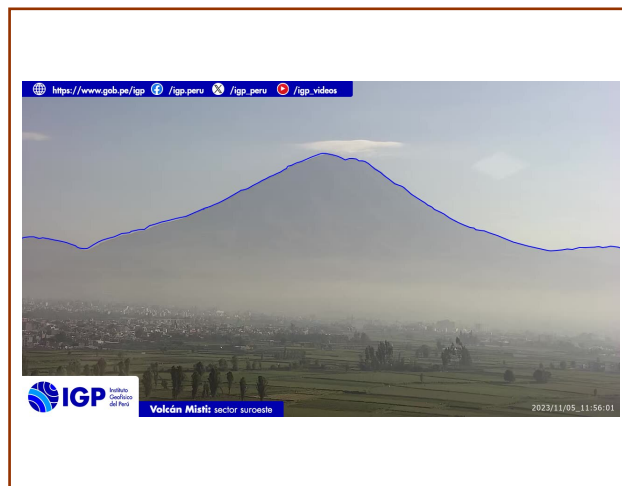 https://www.gob.pe/igp /igp.peru /igp_peru /igp_videos
IGP
Instituto
Geofísico
del Perú
Volcán Misti: sector suroeste
2023/11/05_11:56:01